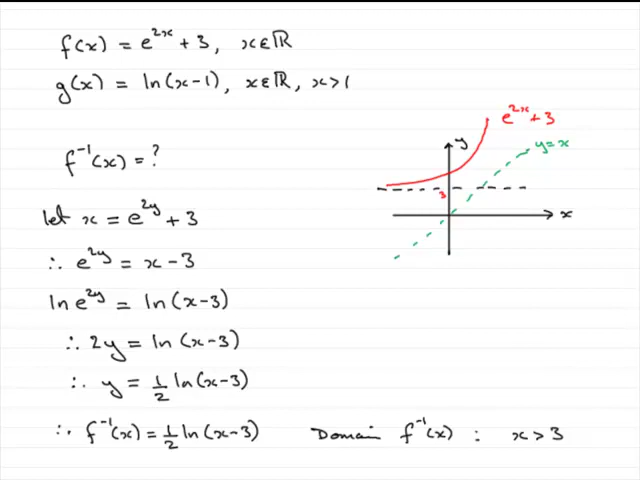 f(x) = e^{2x} + 3, x∈ℝ
g(x) = ln(x-1), x∈ℝ, x>1
e^{2x} + 3
y
y=x
f^{-1}(x) = ?
3
x
let x = e^{2y} + 3
∴ e^{2y} = x - 3
ln e^{2y} = ln(x-3)
∴ 2y = ln(x-3)
∴ y = 1/2 ln(x-3)
∴ f^{-1}(x) = 1/2 ln(x-3) Domain f^{-1}(x) : x > 3